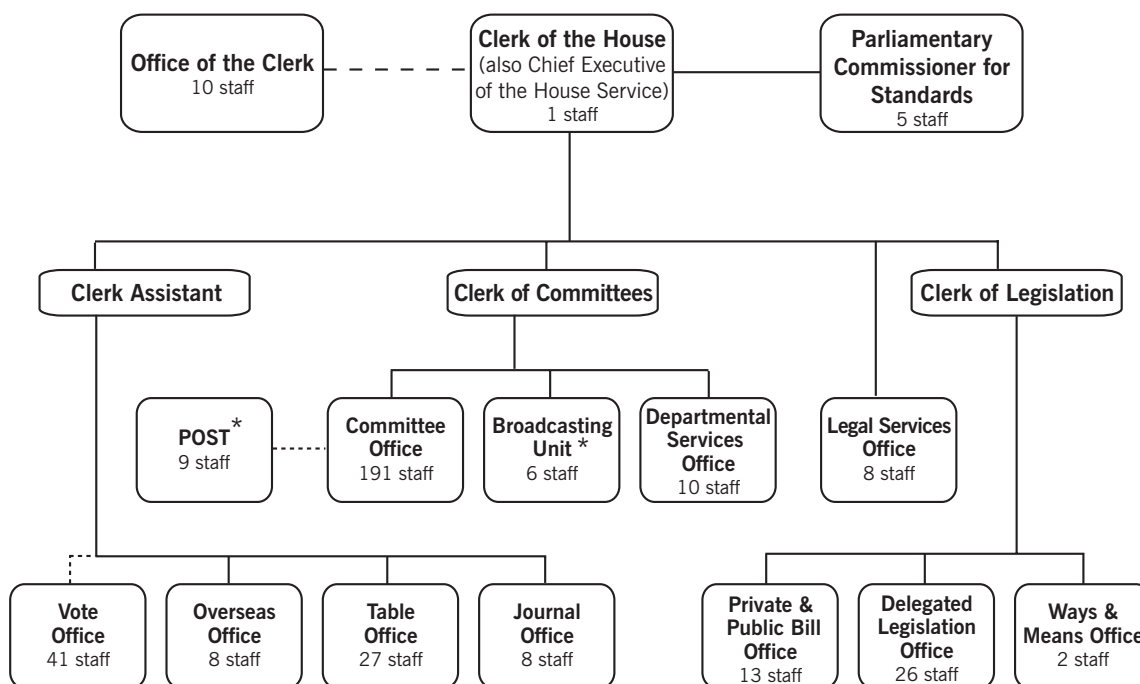 Office of the Clerk
10 staff
Clerk of the House
(also Chief Executive
of the House Service)
1 staff
Parliamentary
Commissioner for
Standards
5 staff
Clerk Assistant
Clerk of Committees
Clerk of Legislation
POST*
9 staff
Committee
Office
191 staff
Broadcasting
Unit *
6 staff
Departmental
Services
Office
10 staff
Legal Services
Office
8 staff
Vote
Office
41 staff
Overseas
Office
8 staff
Table
Office
27 staff
Journal
Office
8 staff
Private &
Public Bill
Office
13 staff
Delegated
Legislation
Office
26 staff
Ways &
Means Office
2 staff